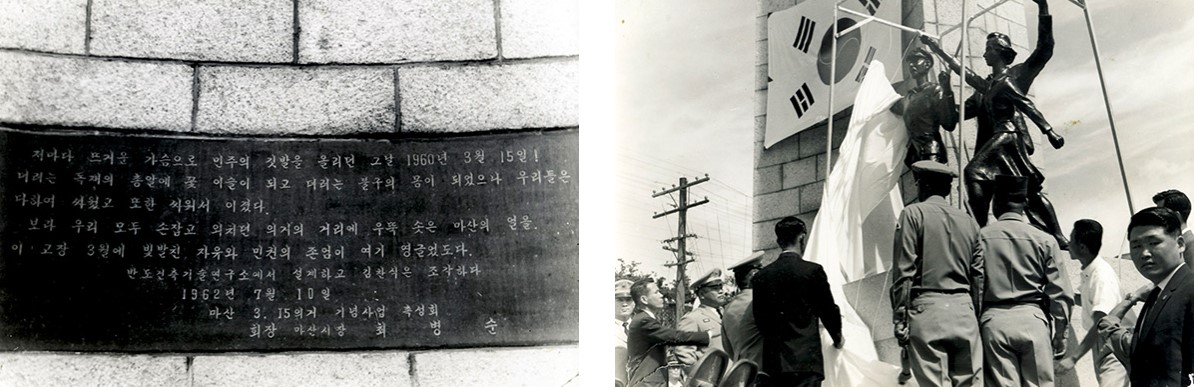 저마다 뜨거운 가슴으로 민주의 깃발을 올리던 그날 1960년 3월 15일!
더러는 독재의 총알에 꽃 이슬이 되고 더러는 불구의 몸이 되었으나 우리들은
다하여 싸웠고 또한 싸워서 이겼다.
보라 우리 모두 손잡고 외치던 의거의 거리에 우뚝 솟은 마산의 얼을.
이 고장 3월에 빛발친 자유와 민권의 존엄이 여기 영글었도다.
반도건축기술연구소에서 설계하고 김찬식은 조각하다
1962년 7월 10일
마산 3.15의거 기념사업 촉성회
회장 마산시장 최 병 순